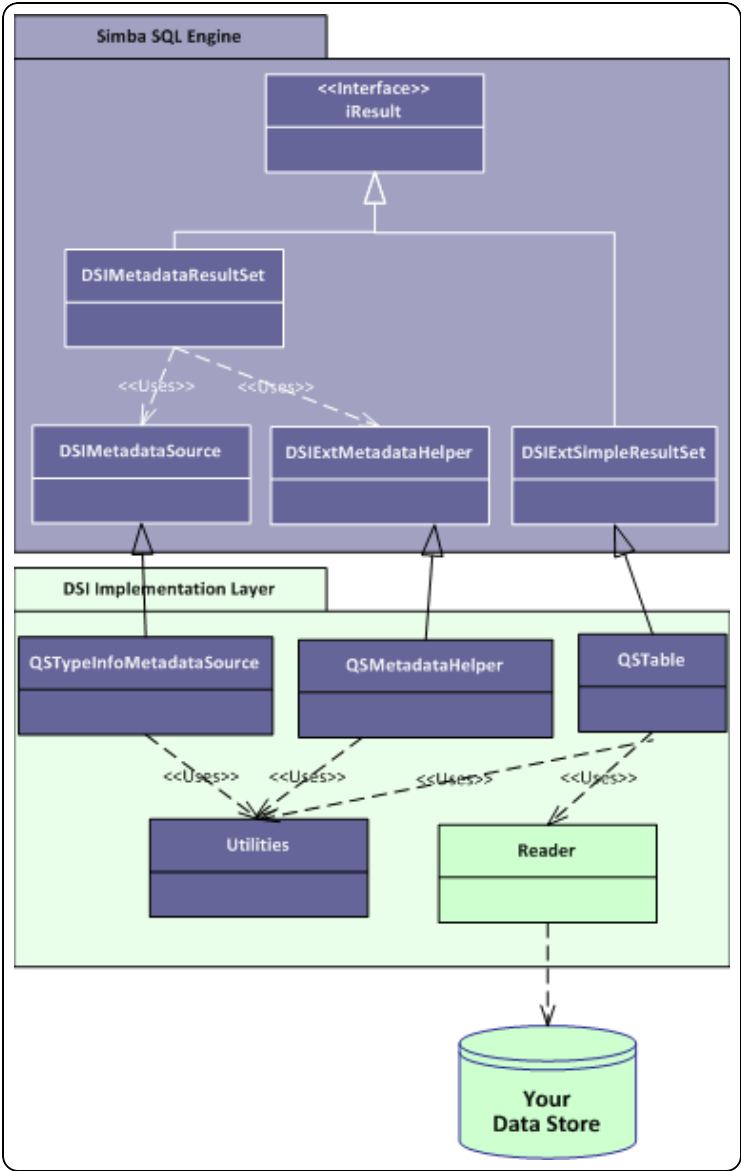 Simba SQL Engine
<<Interface>>
iResult
DSIMetadataResultSet
<<Uses>>
<<Uses>>
DSIMetadataSource
DSIExtMetadataHelper
DSIExtSimpleResultSet
DSI Implementation Layer
QSTypeInfoMetadataSource
QSMetadataHelper
QSTable
<<Uses>>
<<Uses>>
<<Uses>>
<<Uses>>
Utilities
Reader
Your
Data Store